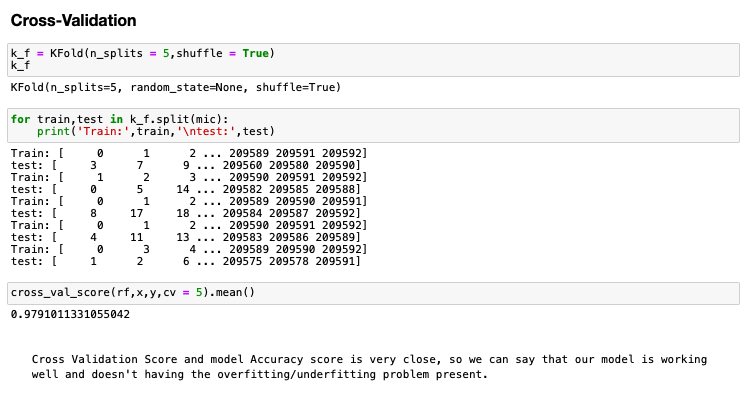 Cross-Validation
k_f = KFold(n_splits = 5,shuffle = True)
k_f
KFold(n_splits=5, random_state=None, shuffle=True)
for train,test in k_f.split(mic):
    print('Train:',train,'\ntest:',test)
Train: [     0      1      2 ... 209589 209591 209592]
test: [     3      7      9 ... 209560 209580 209590]
Train: [     1      2      3 ... 209590 209591 209592]
test: [     0      5     14 ... 209582 209585 209588]
Train: [     0      1      2 ... 209589 209590 209591]
test: [     8     17     18 ... 209584 209587 209592]
Train: [     0      1      2 ... 209590 209591 209592]
test: [     4     11     13 ... 209583 209586 209589]
Train: [     0      3      4 ... 209589 209590 209592]
test: [     1      2      6 ... 209575 209578 209591]
cross_val_score(rf,x,y,cv = 5).mean()
0.9791011331055042
Cross Validation Score and model Accuracy score is very close, so we can say that our model is working
well and doesn't having the overfitting/underfitting problem present.